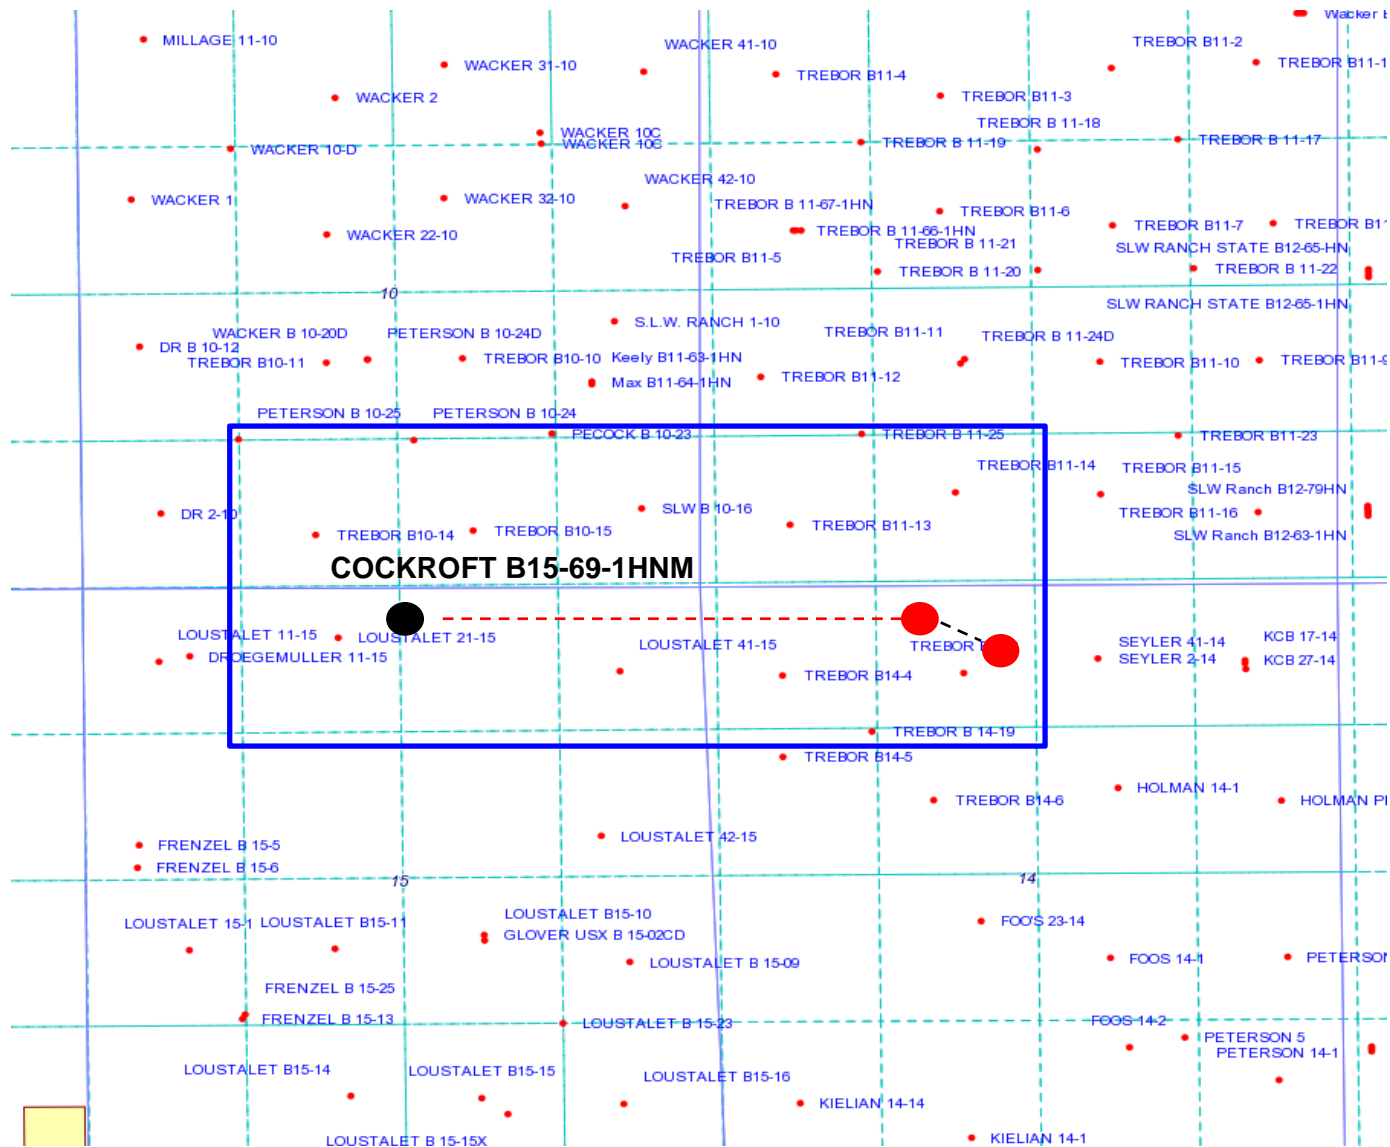 Wacker B
MILLAGE 11-10
WACKER 41-10
TREBOR B11-2
WACKER 31-10
TREBOR B11-4
TREBOR B11-1
WACKER 2
TREBOR B11-3
TREBOR B 11-18
WACKER 10C
WACKER 10C
TREBOR B 11-19
TREBOR B 11-17
WACKER 10-D
WACKER 42-10
WACKER 1
WACKER 32-10
TREBOR B 11-67-1HN
TREBOR B11-6
TREBOR B11-7
TREBOR B11
WACKER 22-10
TREBOR B 11-66-1HN
TREBOR B 11-21
SLW RANCH STATE B12-65-HN
TREBOR B11-5
TREBOR B 11-20
TREBOR B 11-22
10
SLW RANCH STATE B12-65-1HN
S.L.W. RANCH 1-10
WACKER B 10-20D
PETERSON B 10-24D
TREBOR B11-11
TREBOR B 11-24D
DR B 10-12
TREBOR B10-11
TREBOR B10-10
Keely B11-63-1HN
TREBOR B11-10
TREBOR B11-9
Max B11-64-1HN
TREBOR B11-12
PETERSON B 10-25
PETERSON B 10-24
PECOCK B 10-23
TREBOR B 11-25
TREBOR B11-23
TREBOR B11-14
TREBOR B11-15
SLW Ranch B12-79HN
DR 2-10
SLW B 10-16
TREBOR B11-16
TREBOR B10-14
TREBOR B10-15
TREBOR B11-13
SLW Ranch B12-63-1HN
COCKROFT B15-69-1HNM
LOUSTALET 11-15
LOUSTALET 21-15
LOUSTALET 41-15
TREBOR
SEYLER 41-14
KCB 17-14
DROEGEMULLER 11-15
SEYLER 2-14
KCB 27-14
TREBOR B14-4
TREBOR B 14-19
TREBOR B14-5
TREBOR B14-6
HOLMAN 14-1
HOLMAN
LOUSTALET 42-15
FRENZEL B 15-5
FRENZEL B 15-6
15
14
LOUSTALET 15-1
LOUSTALET B15-11
LOUSTALET B15-10
FOO'S 23-14
GLOVER USX B 15-02CD
LOUSTALET B 15-09
FOOS 14-1
PETERSON
FRENZEL B 15-25
FRENZEL B 15-13
LOUSTALET B 15-23
FOOS 14-2
PETERSON 5
PETERSON 14-1
LOUSTALET B15-14
LOUSTALET B15-15
LOUSTALET B15-16
KIELIAN 14-14
LOUSTALET B 15-15X
KIELIAN 14-1